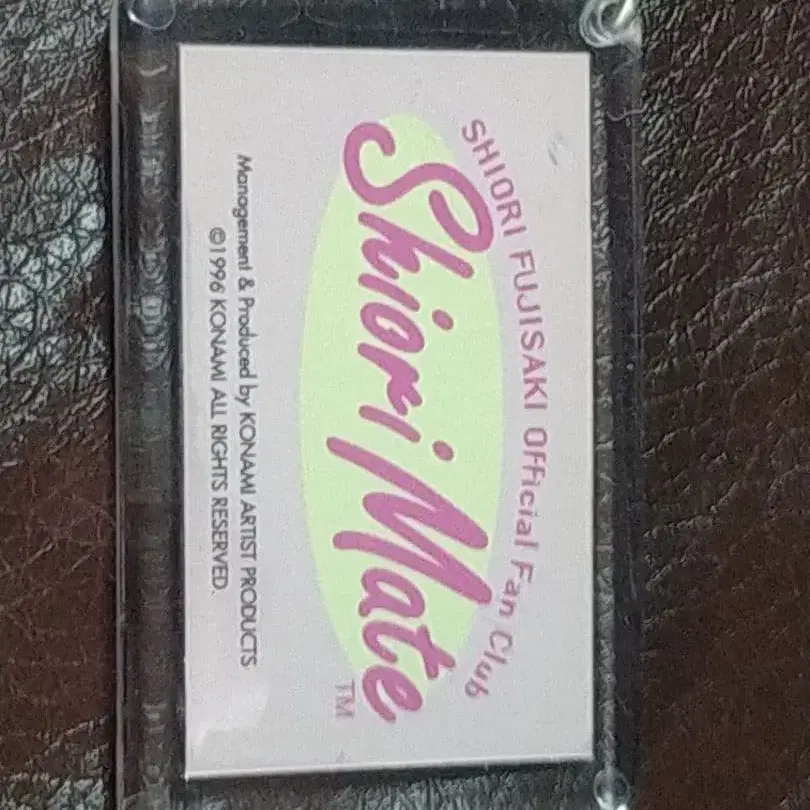 SHIORI FUJISAKI Official Fan Club
Shiori Mate
TM
Management & Produced by KONAMI ARTIST PRODUCTS
©1996 KONAMI ALL RIGHTS RESERVED.